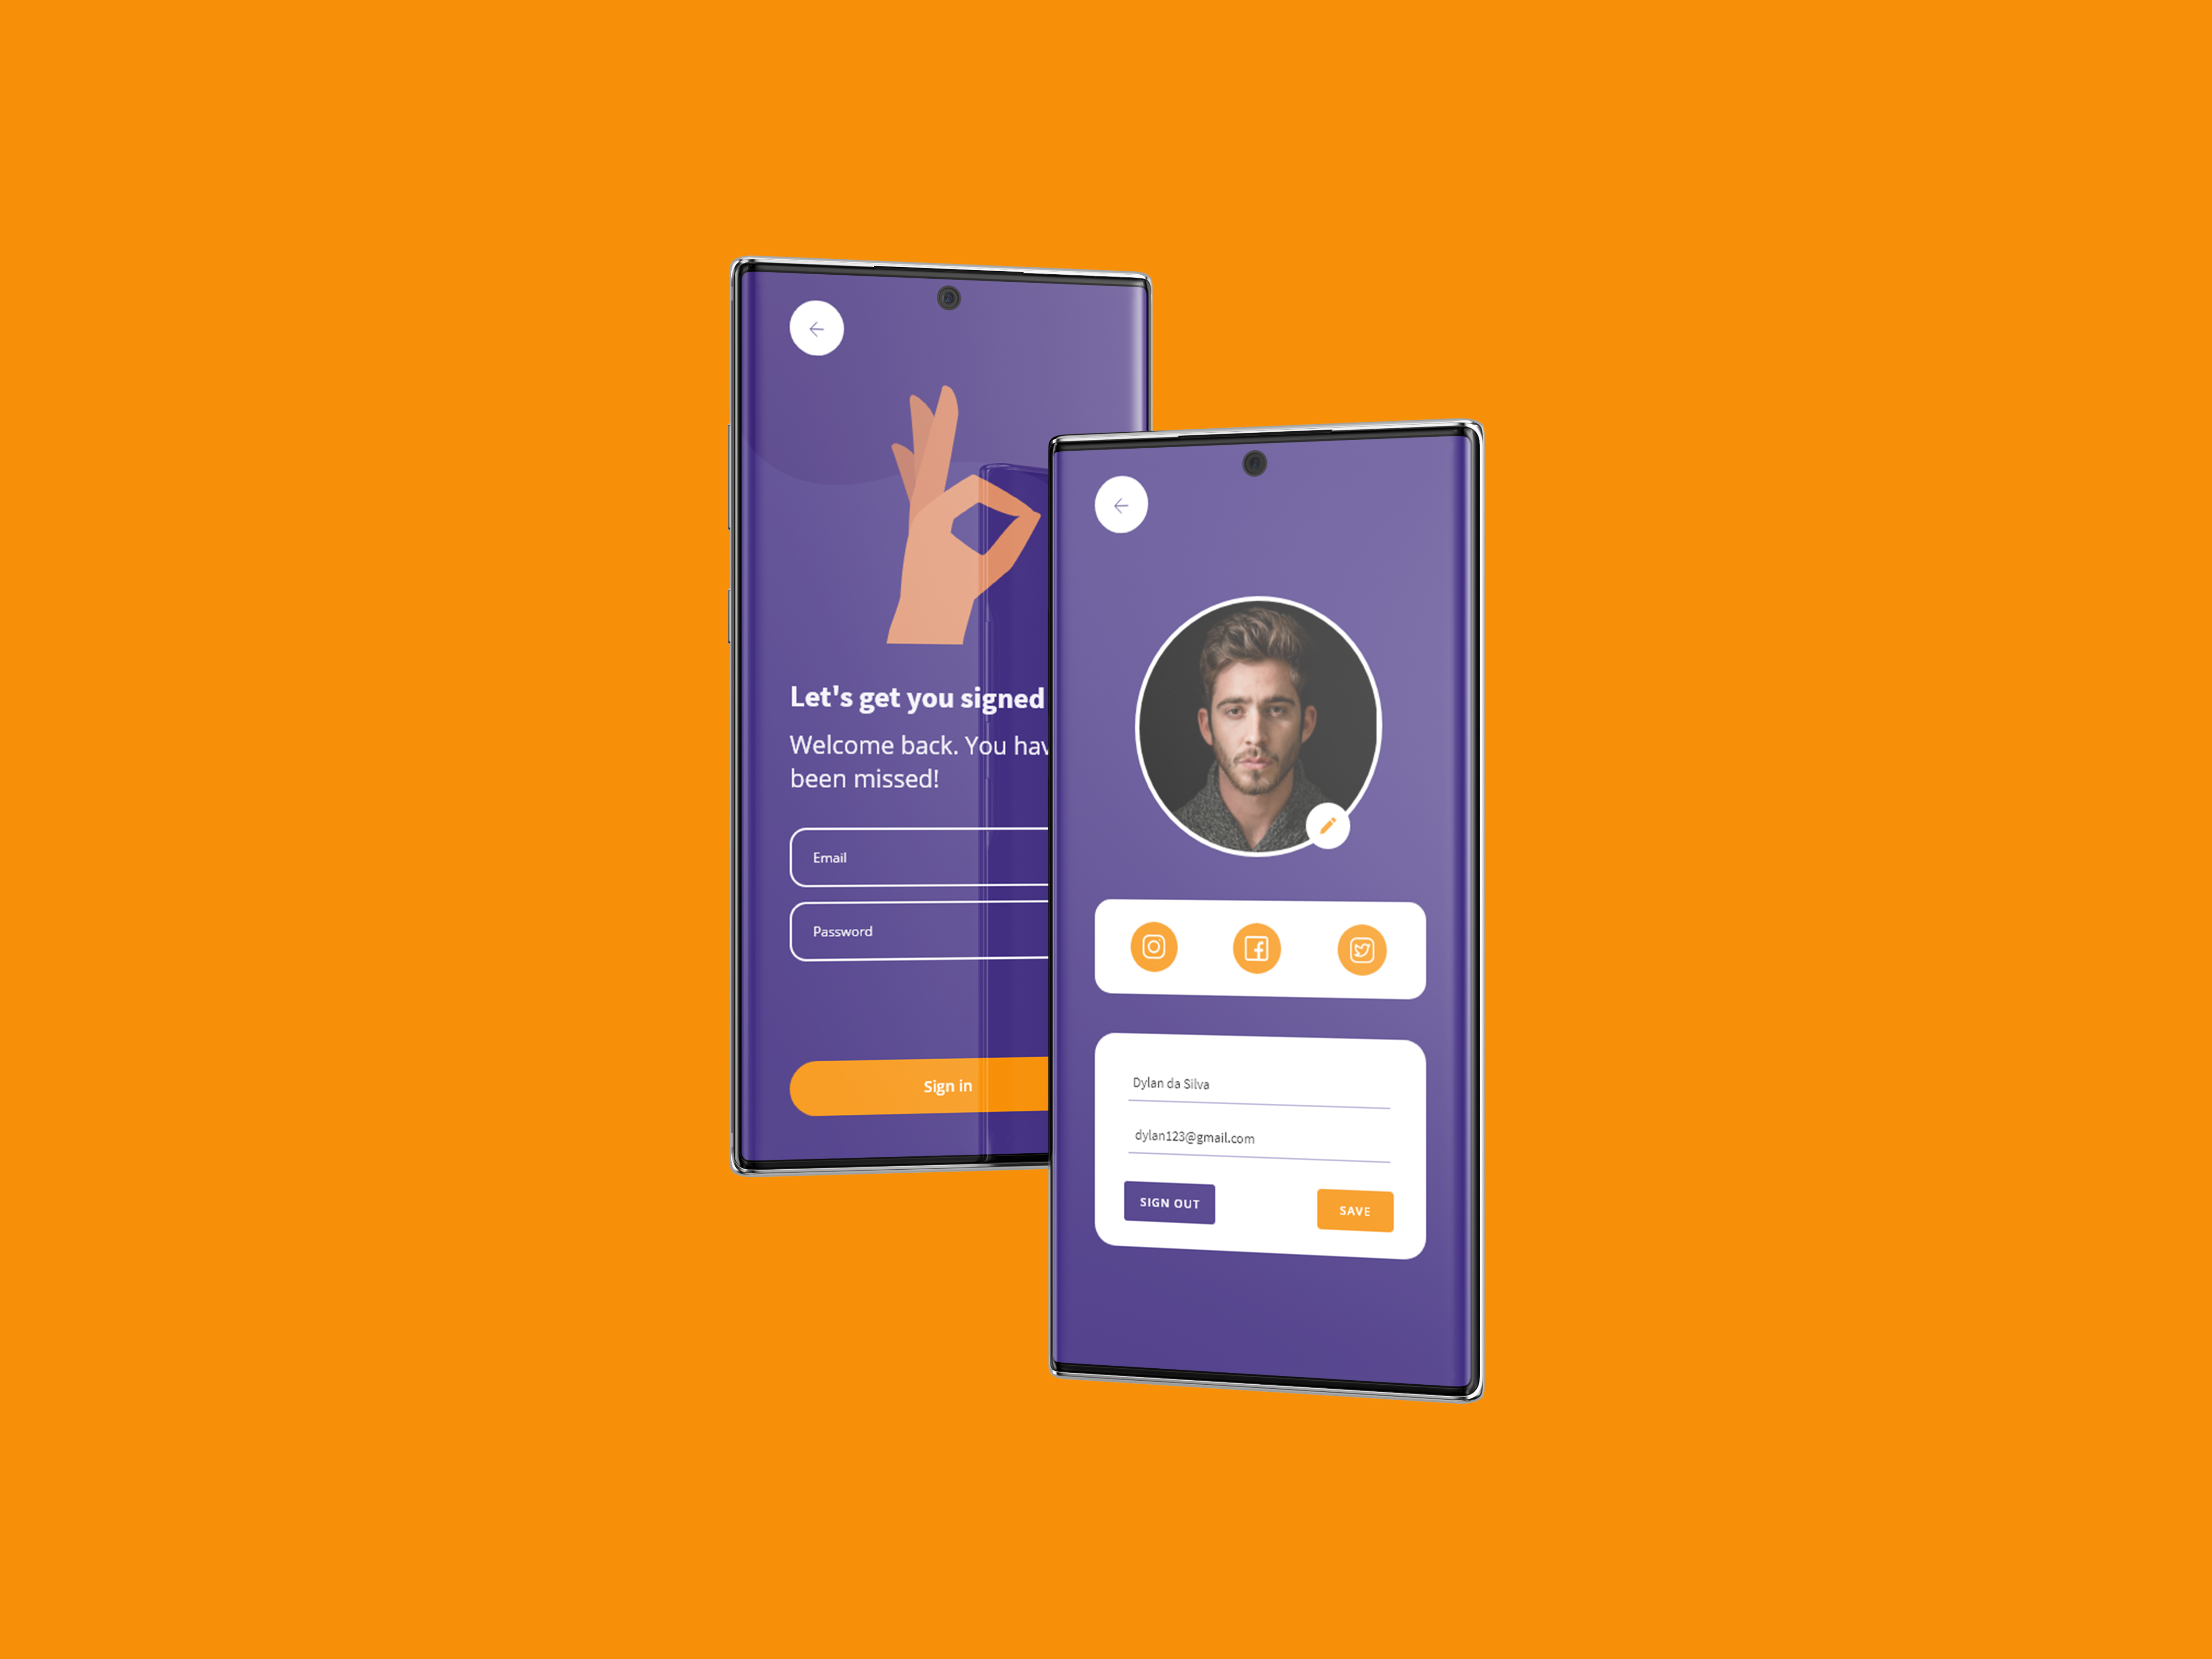 Let's get you signed
Welcome back. You hav
been missed!
Email
Password
Sign in
Dylan da Silva
dylan123@gmail.com
SIGN OUT
SAVE